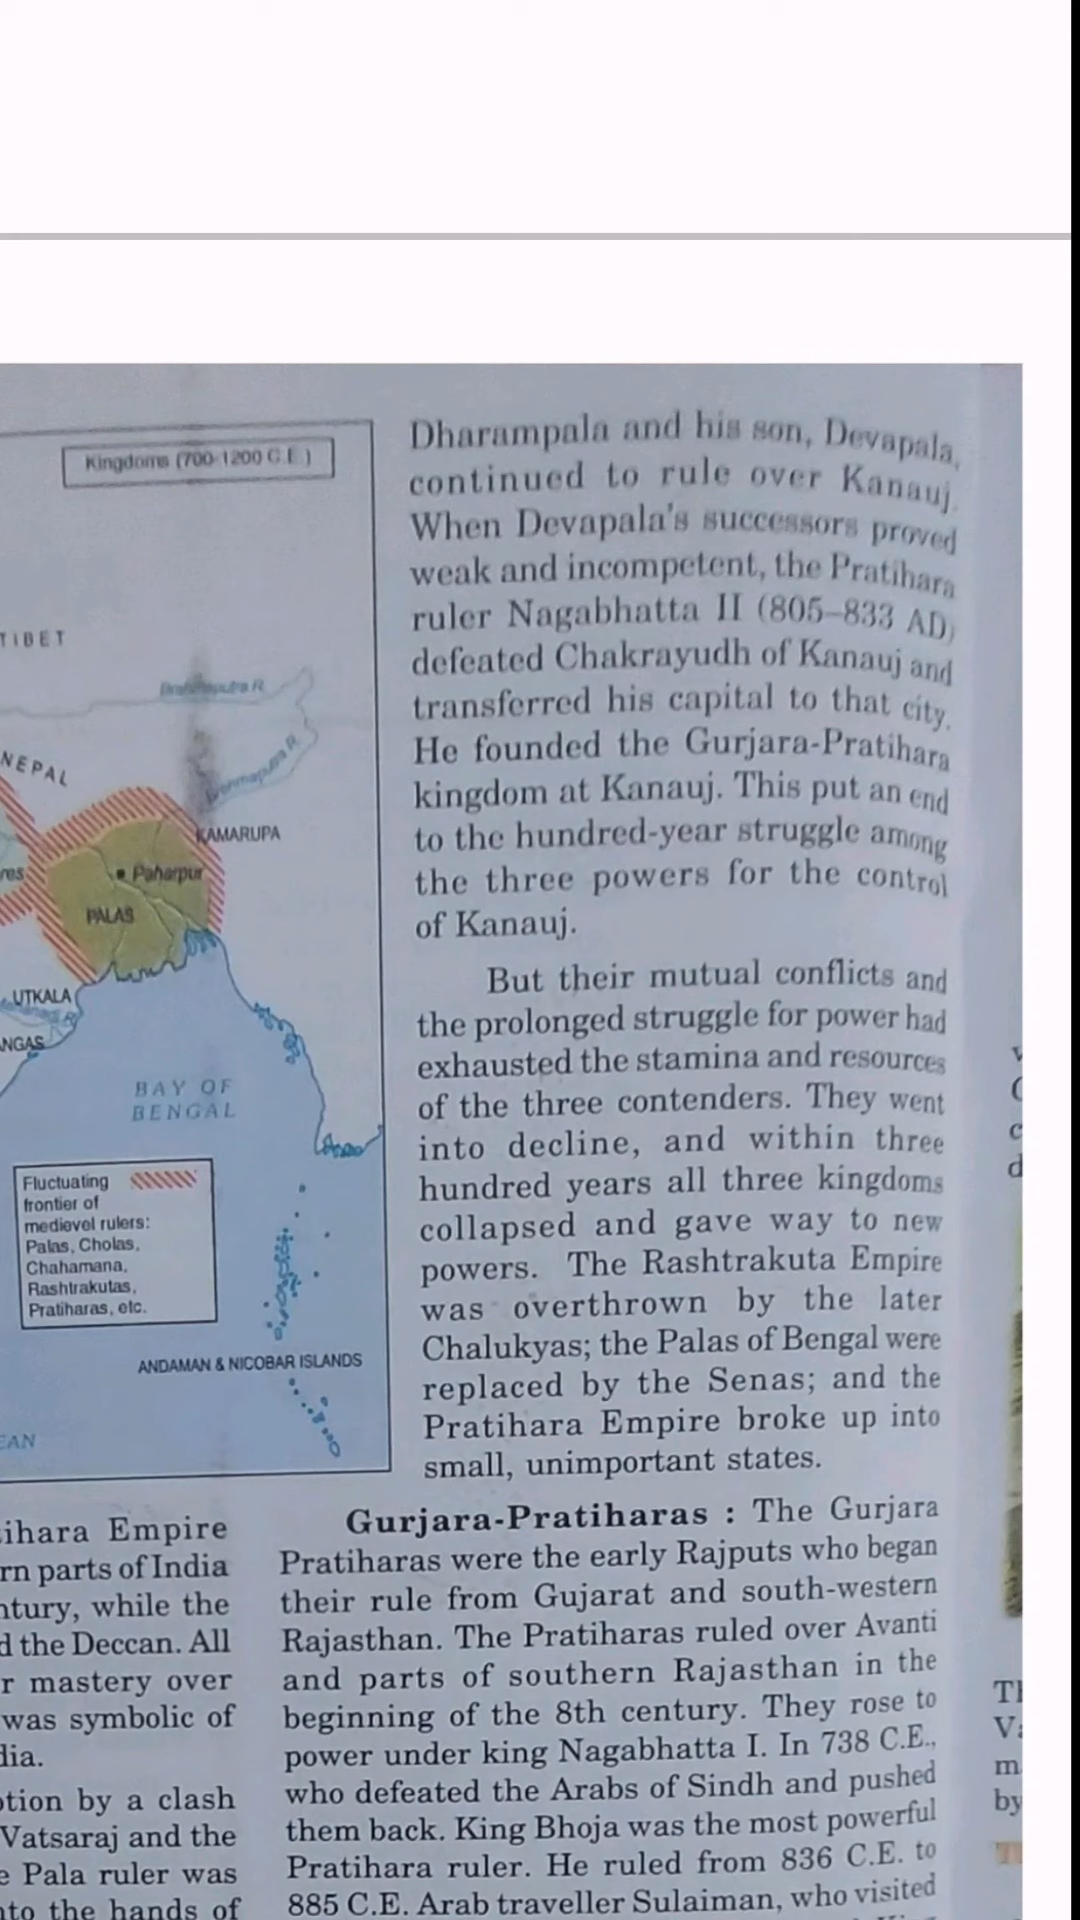 Kingdoms (700-1200 C.E.)
TIBET
Brahmaputra R.
NEPAL
Brahmaputra R.
KAMARUPA
Paharpur
PALAS
UTKALA
BAY OF
BENGAL
Fluctuating
frontier of
medievel rulers:
Palas, Cholas,
Chahamana,
Rashtrakutas,
Pratiharas, etc.
ANDAMAN & NICOBAR ISLANDS
EAN
Dharampala and his son, Devapala,
continued to rule over Kanauj.
When Devapala's successors proved
weak and incompetent, the Pratihara
ruler Nagabhatta II (805–833 AD)
defeated Chakrayudh of Kanauj and
transferred his capital to that city.
He founded the Gurjara-Pratihara
kingdom at Kanauj. This put an end
to the hundred-year struggle among
the three powers for the control
of Kanauj.
But their mutual conflicts and
the prolonged struggle for power had
exhausted the stamina and resources
of the three contenders. They went
into decline, and within three
hundred years all three kingdoms
collapsed and gave way to new
powers. The Rashtrakuta Empire
was overthrown by the later
Chalukyas; the Palas of Bengal were
replaced by the Senas; and the
Pratihara Empire broke up into
small, unimportant states.
ihara Empire
rn parts of India
ntury, while the
d the Deccan. All
r mastery over
was symbolic of
dia.
otion by a clash
Vatsaraj and the
e Pala ruler was
nto the hands of
Gurjara-Pratiharas : The Gurjara
Pratiharas were the early Rajputs who began
their rule from Gujarat and south-western
Rajasthan. The Pratiharas ruled over Avanti
and parts of southern Rajasthan in the
beginning of the 8th century. They rose to
power under king Nagabhatta I. In 738 C.E.,
who defeated the Arabs of Sindh and pushed
them back. King Bhoja was the most powerful
Pratihara ruler. He ruled from 836 C.E. to
885 C.E. Arab traveller Sulaiman, who visited